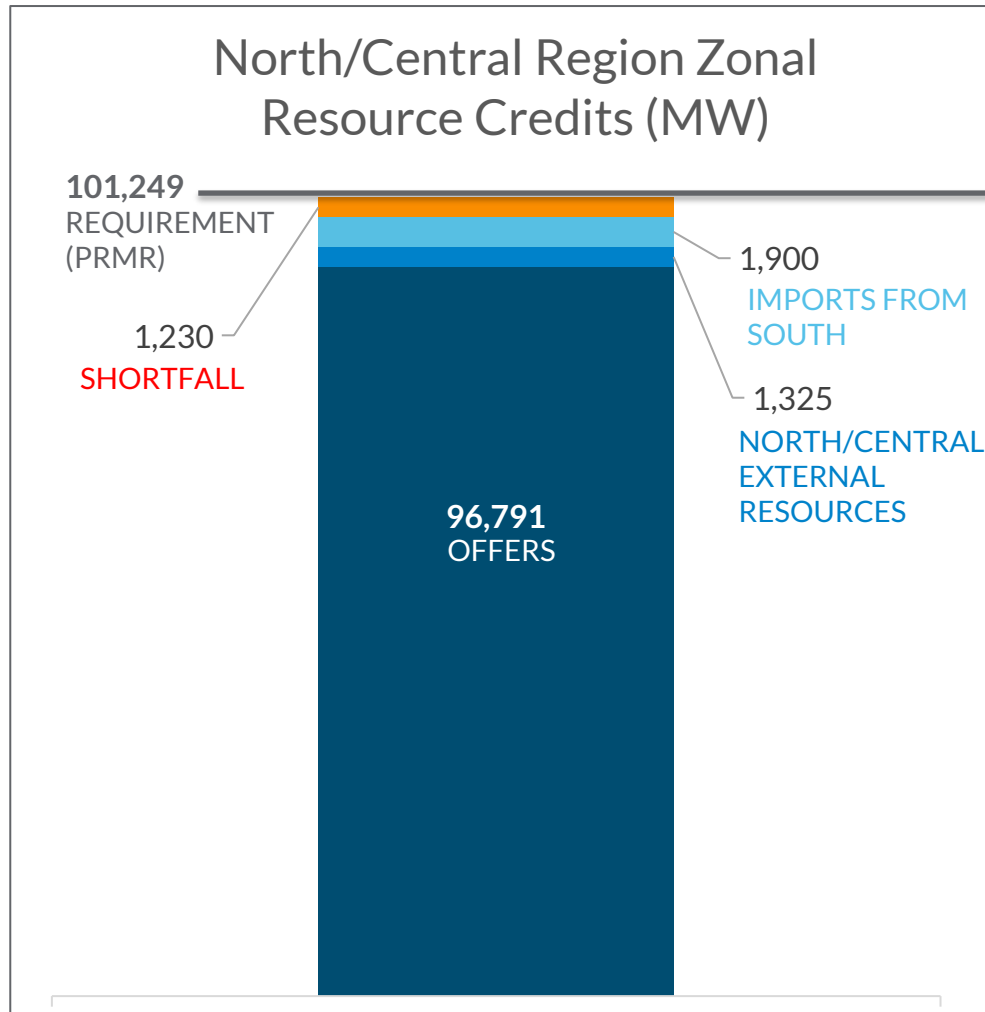 North/Central Region Zonal
Resource Credits (MW)
101,249
REQUIREMENT
(PRMR)
1,230
SHORTFALL
1,900
IMPORTS FROM
SOUTH
1,325
NORTH/CENTRAL
EXTERNAL
RESOURCES
96,791
OFFERS